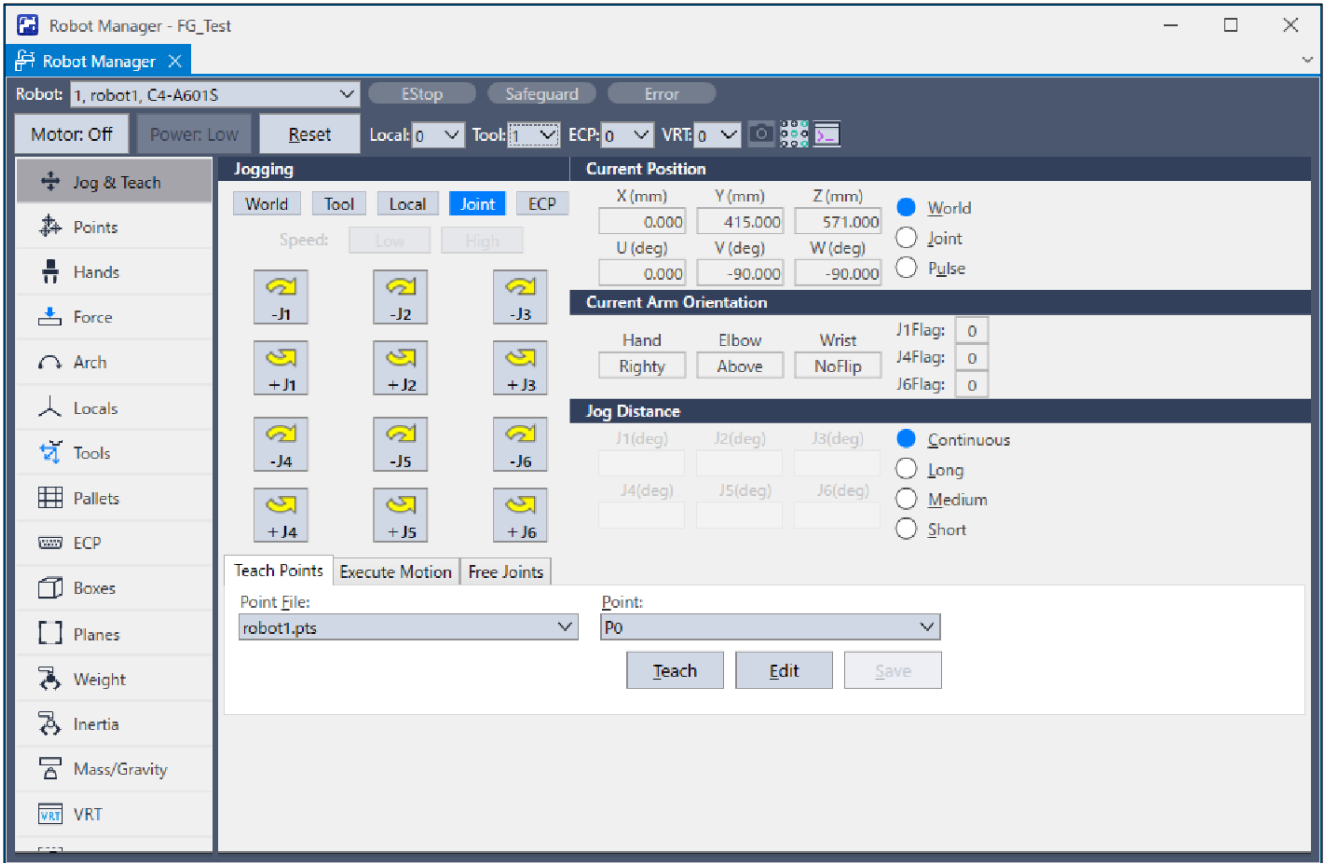 Robot Manager - FG_Test
Robot Manager
Robot: 1, robot1, C4-A601S EStop Safeguard Error
Motor: Off Power: Low Reset Local: 0 Tool: 1 ECP: 0 VRT: 0
Jog & Teach
Points
Hands
Force
Arch
Locals
Tools
Pallets
ECP
Boxes
Planes
Weight
Inertia
Mass/Gravity
VRT
VRT
Jogging
World Tool Local Joint ECP
Speed: Low High
-J1 -J2 -J3
+J1 +J2 +J3
-J4 -J5 -J6
+J4 +J5 +J6
Current Position
X (mm) Y (mm) Z (mm)
0.000 415.000 571.000
U (deg) V (deg) W (deg)
0.000 -90.000 -90.000
World
Joint
Pulse
Current Arm Orientation
Hand Elbow Wrist
Righty Above NoFlip
J1Flag: 0
J4Flag: 0
J6Flag: 0
Jog Distance
J1(deg) J2(deg) J3(deg)
J4(deg) J5(deg) J6(deg)
Continuous
Long
Medium
Short
Teach Points Execute Motion Free Joints
Point File: Point:
robot1.pts P0
Teach Edit Save